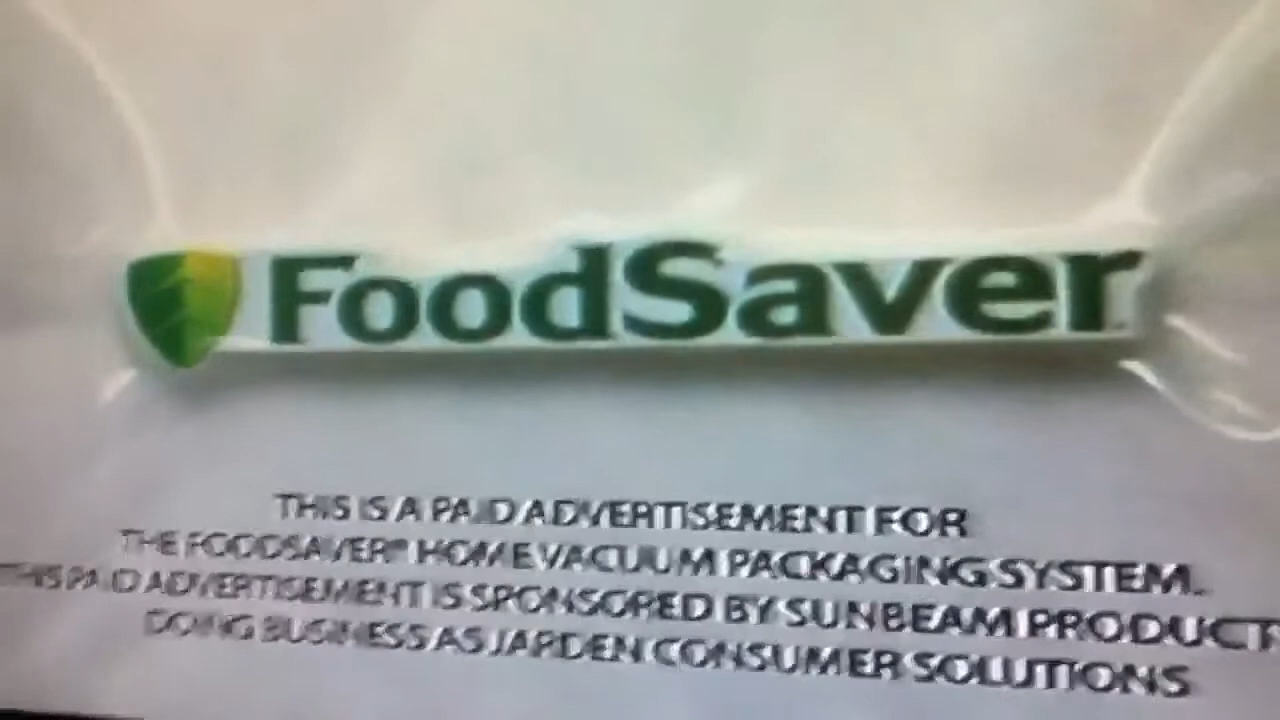 FoodSaver
THIS IS A PAID ADVERTISEMENT FOR
THE FOODSAVER® HOME VACUUM PACKAGING SYSTEM.
THIS PAID ADVERTISEMENT IS SPONSORED BY SUNBEAM PRODUCT
DOING BUSINESS AS JARDEN CONSUMER SOLUTIONS